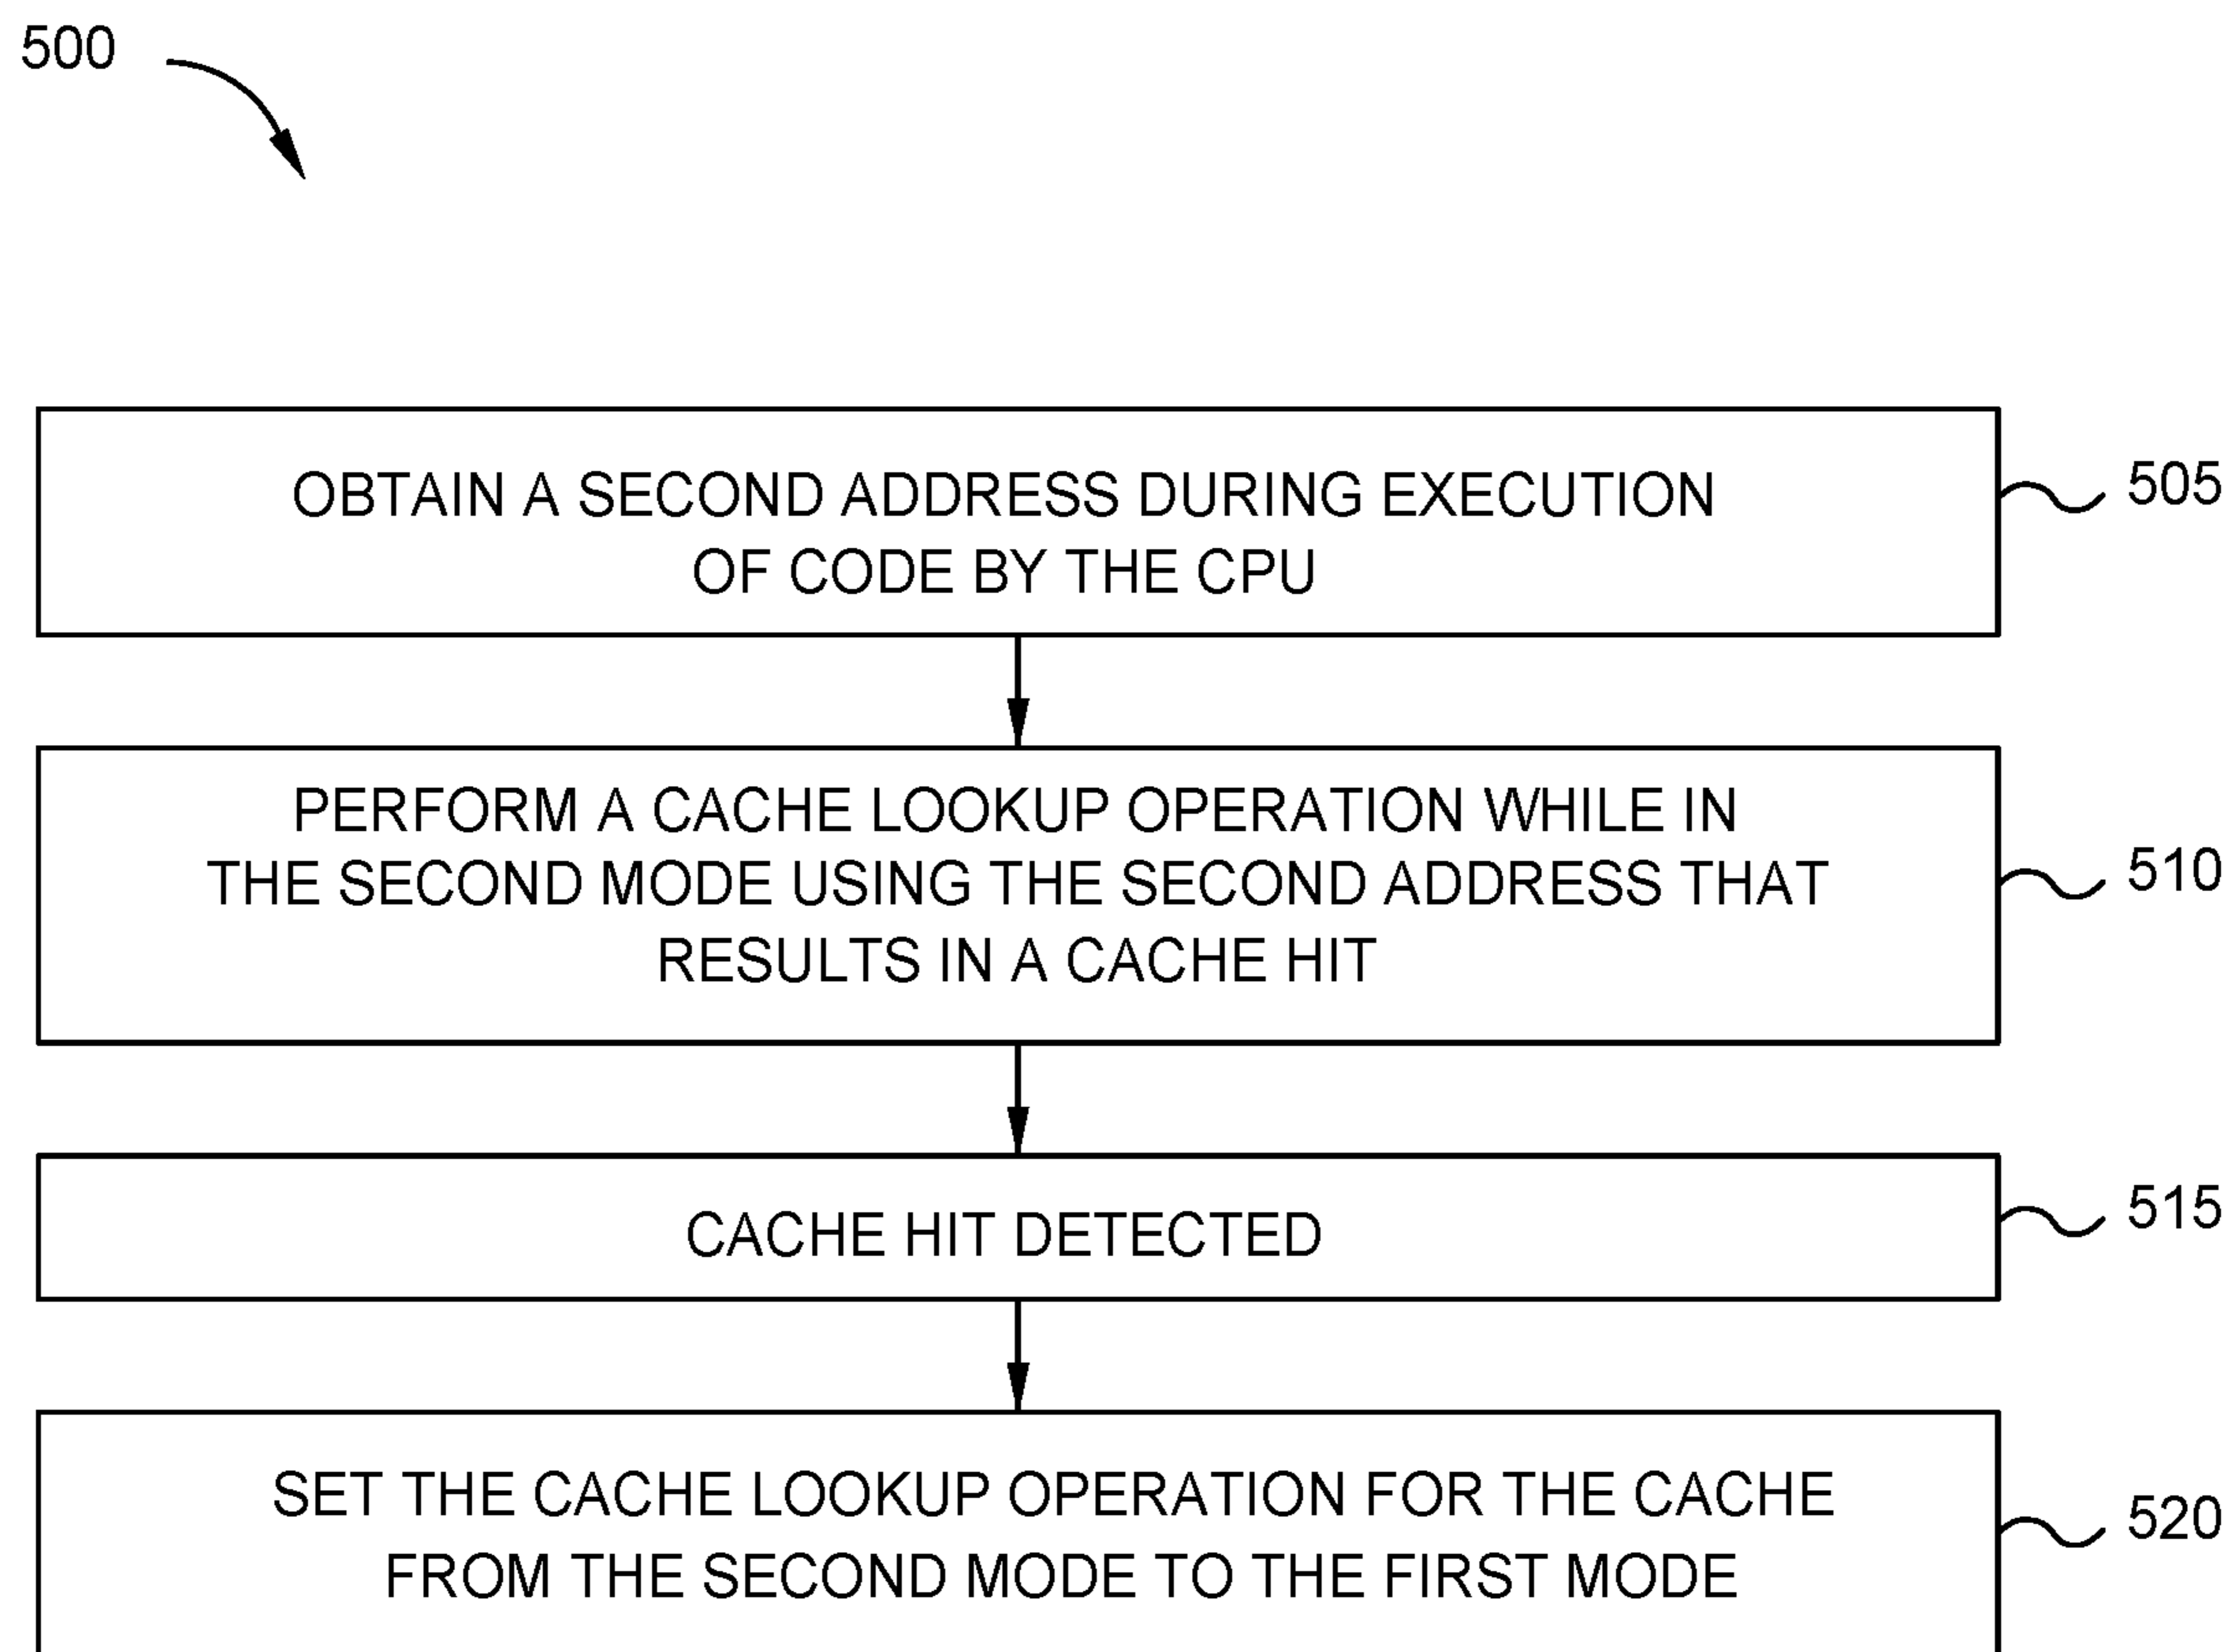 500
OBTAIN A SECOND ADDRESS DURING EXECUTION
OF CODE BY THE CPU
505
PERFORM A CACHE LOOKUP OPERATION WHILE IN
THE SECOND MODE USING THE SECOND ADDRESS THAT
RESULTS IN A CACHE HIT
510
CACHE HIT DETECTED
515
SET THE CACHE LOOKUP OPERATION FOR THE CACHE
FROM THE SECOND MODE TO THE FIRST MODE
520